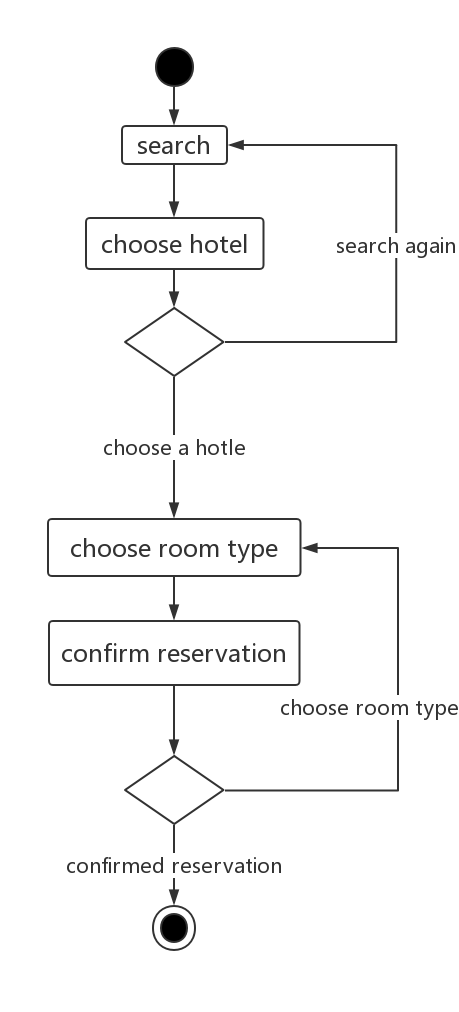 search
choose hotel
search again
choose a hotle
choose room type
confirm reservation
choose room type
confirmed reservation